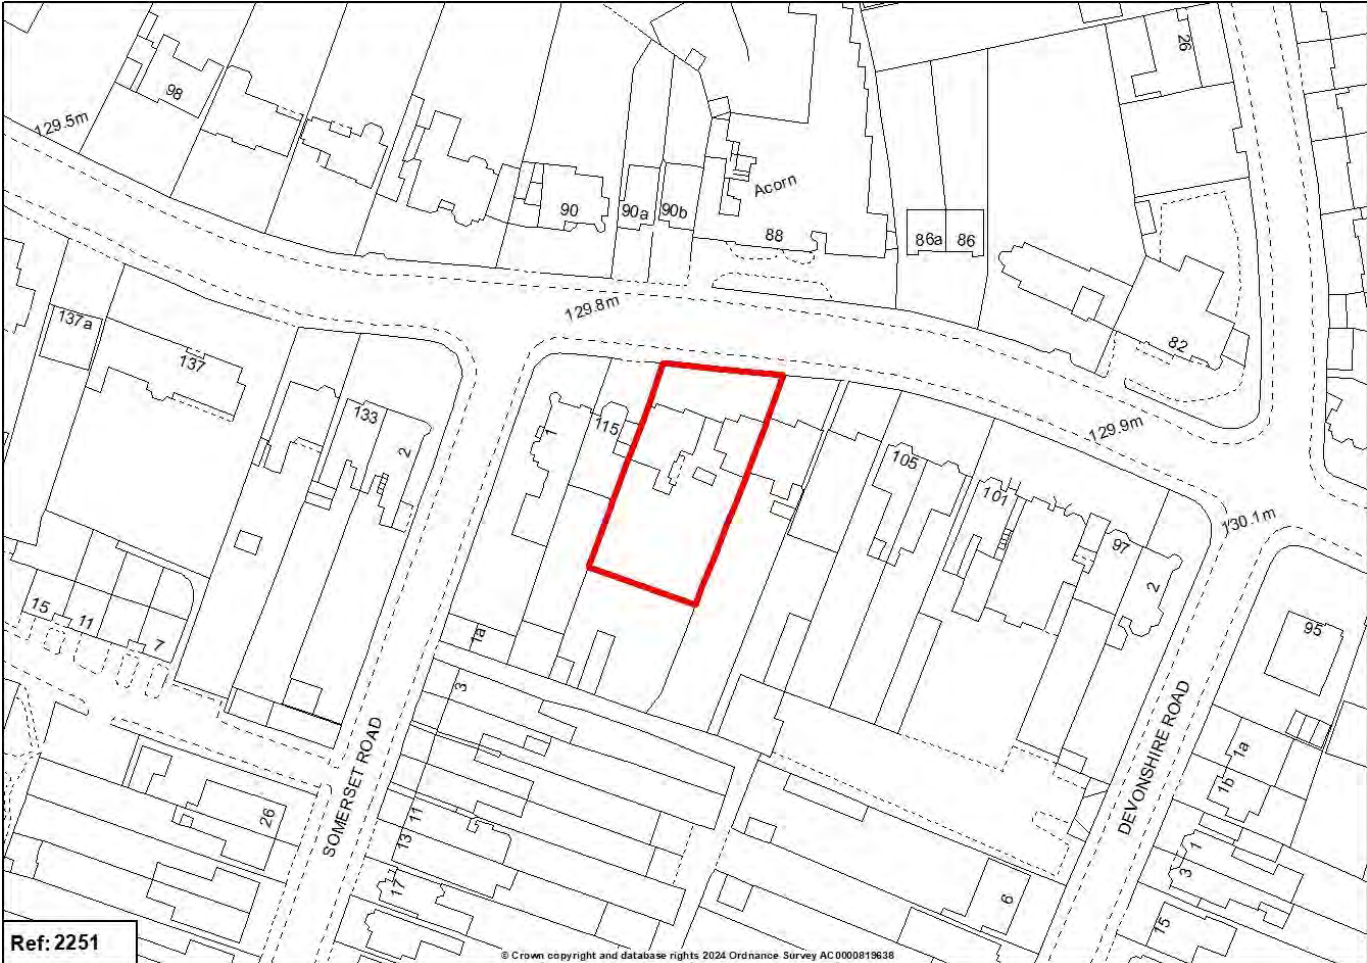 26
98
129.5m
Acorn
90
90a
90b
88
86a
86
129.8m
137a
137
82
133
2
1
115
129.9m
105
101
97
2
130.1m
15
11
7
1a
3
95
DEVONSHIRE ROAD
SOMERSET ROAD
1a
1b
26
11
13
17
1
3
6
15
Ref: 2251
© Crown copyright and database rights 2024 Ordnance Survey AC0000819638